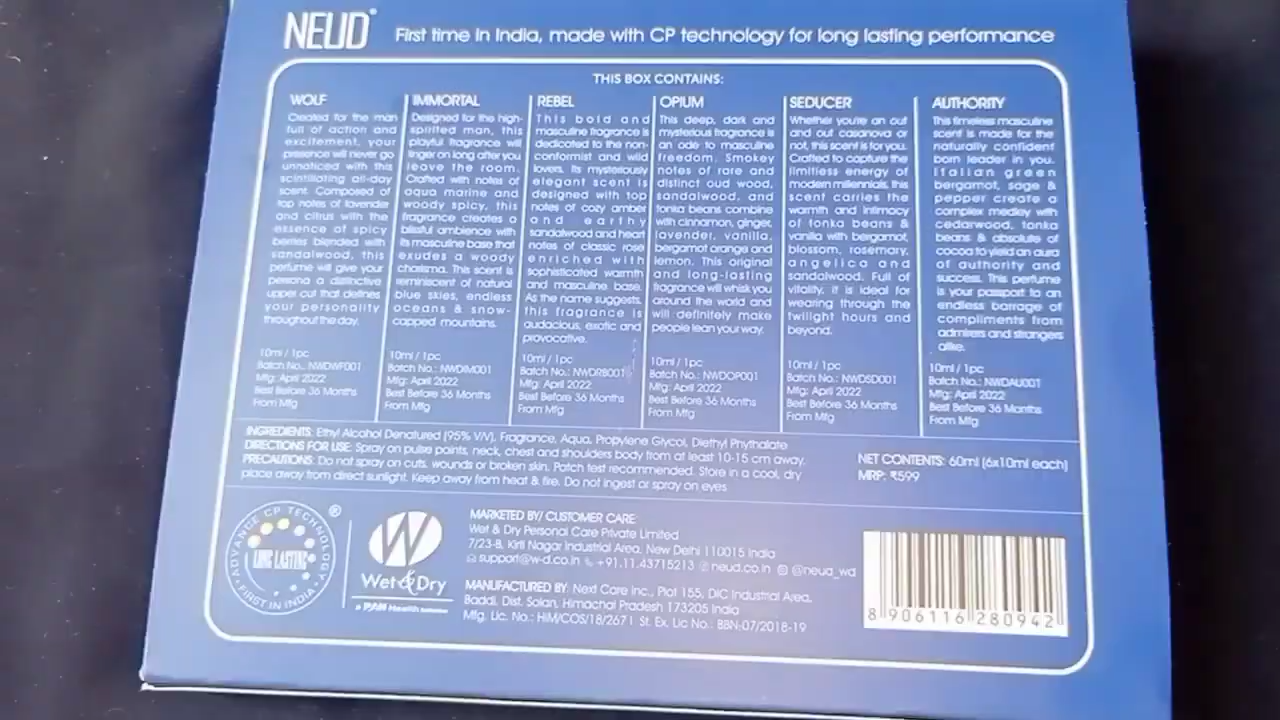 NEUD®
First time in India, made with CP technology for long lasting performance
THIS BOX CONTAINS:
WOLF
Created for the man
full of action and
excitement, your
presence will never go
unnoticed with this
scintillating all-day
scent. Composed of
top notes of lavender
and citrus with the
essence of spicy
berries blended with
sandalwood, this
perfume will give your
persona a distinctive
upper cut that defines
your personality
throughout the day.
10ml / 1pc
Batch No.: NWDWF001
Mfg: April 2022
Best Before 36 Months
From Mfg
IMMORTAL
Designed for the high-
spirited man, this
playful fragrance will
linger on long after you
leave the room.
Crafted with notes of
aqua marine and
woody spicy, this
fragrance creates a
blissful ambience with
its masculine base that
exudes a woody
charisma. This scent is
reminiscent of natural
blue skies, endless
oceans & snow-
capped mountains.
10ml / 1pc
Batch No.: NWDIM001
Mfg: April 2022
Best Before 36 Months
From Mfg
REBEL
This bold and
masculine fragrance is
dedicated to the non-
conformist and wild
lovers. Its mysteriously
elegant scent is
designed with top
notes of cozy amber
and earthy
sandalwood and heart
notes of classic rose
enriched with
sophisticated warmth
and masculine base.
As the name suggests,
this fragrance is
audacious, exotic and
provocative.
10ml / 1pc
Batch No.: NWDRB001
Mfg: April 2022
Best Before 36 Months
From Mfg
OPIUM
This deep, dark and
mysterious fragrance is
an ode to masculine
freedom. Smokey
notes of rare and
distinct oud wood,
sandalwood, and
tonka beans combine
with cinnamon, ginger,
lavender, vanilla,
bergamot orange and
lemon. This original
and long-lasting
fragrance will whisk you
around the world and
will definitely make
people lean your way.
10ml / 1pc
Batch No.: NWDOP001
Mfg: April 2022
Best Before 36 Months
From Mfg
SEDUCER
Whether you're an out
and out casanova or
not, this scent is for you.
Crafted to capture the
limitless energy of
modern millennials, this
scent carries the
warmth and intimacy
of tonka beans &
vanilla with bergamot,
blossom, rosemary,
angelica and
sandalwood. Full of
vitality, it is ideal for
wearing through the
twilight hours and
beyond.
10ml / 1pc
Batch No.: NWDSD001
Mfg: April 2022
Best Before 36 Months
From Mfg
AUTHORITY
This timeless masculine
scent is made for the
naturally confident
born leader in you.
Italian green
bergamot, sage &
pepper create a
complex medley with
cedarwood, tonka
beans & absolute of
cocoa to yield an aura
of authority and
success. This perfume
is your passport to an
endless barrage of
compliments from
admirers and strangers
alike.
10ml / 1pc
Batch No.: NWDAU001
Mfg: April 2022
Best Before 36 Months
From Mfg
INGREDIENTS: Ethyl Alcohol Denatured (95% V/V), Fragrance, Aqua, Propylene Glycol, Diethyl Phythalate
DIRECTIONS FOR USE: Spray on pulse points, neck, chest and shoulders body from at least 10-15 cm away.
PRECAUTIONS: Do not spray on cuts, wounds or broken skin. Patch test recommended. Store in a cool, dry
place away from direct sunlight. Keep away from heat & fire. Do not ingest or spray on eyes
NET CONTENTS: 60ml (6x10ml each)
MRP: ₹599
ADVANCE CP TECHNOLOGY
LONG LASTING
FIRST IN INDIA
®
W
Wet & Dry
a PAN Health
MARKETED BY/ CUSTOMER CARE:
Wet & Dry Personal Care Private Limited
7/23-B, Kirti Nagar Industrial Area, New Delhi 110015 India
support@w-d.co.in +91.11.43715213 neud.co.in @neud_wd
MANUFACTURED BY: Next Care Inc., Plot 155, DIC Industrial Area,
Baddi, Dist. Solan, Himachal Pradesh 173205 India
Mfg. Lic. No.: HIM/COS/18/2671 St. Ex. Lic No.: BBN:07/2018-19
8 906116 280942